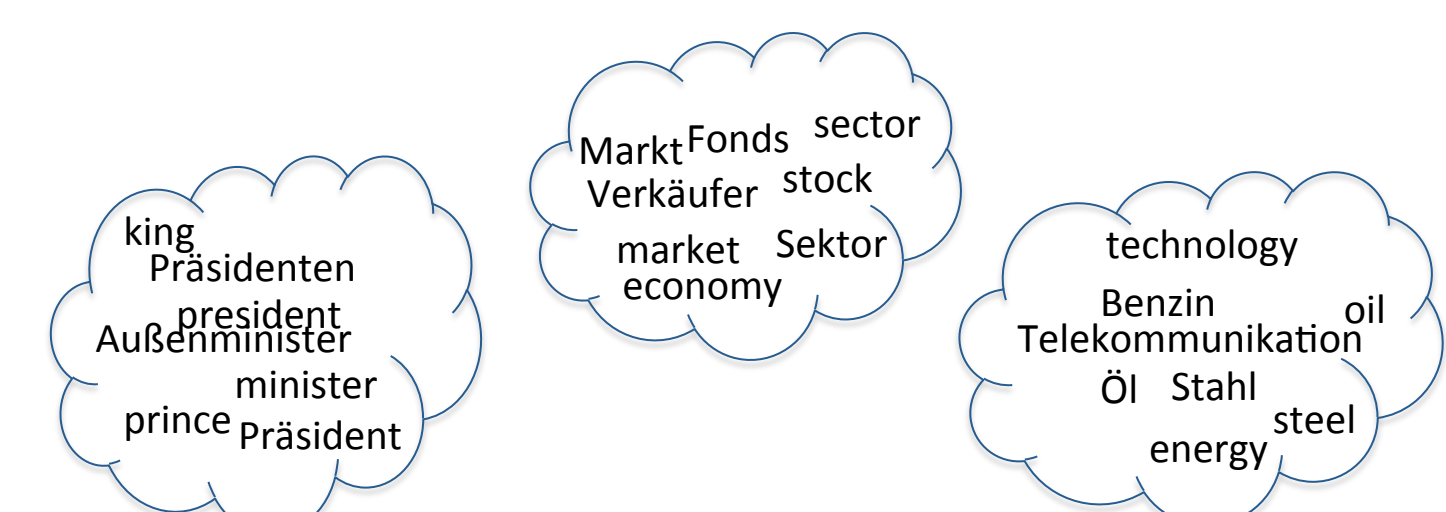 king
Präsidenten
president
Außenminister
minister
prince Präsident
Markt Fonds sector
Verkäufer stock
market Sektor
economy
technology
Benzin oil
Telekommunikation
Öl Stahl
steel
energy